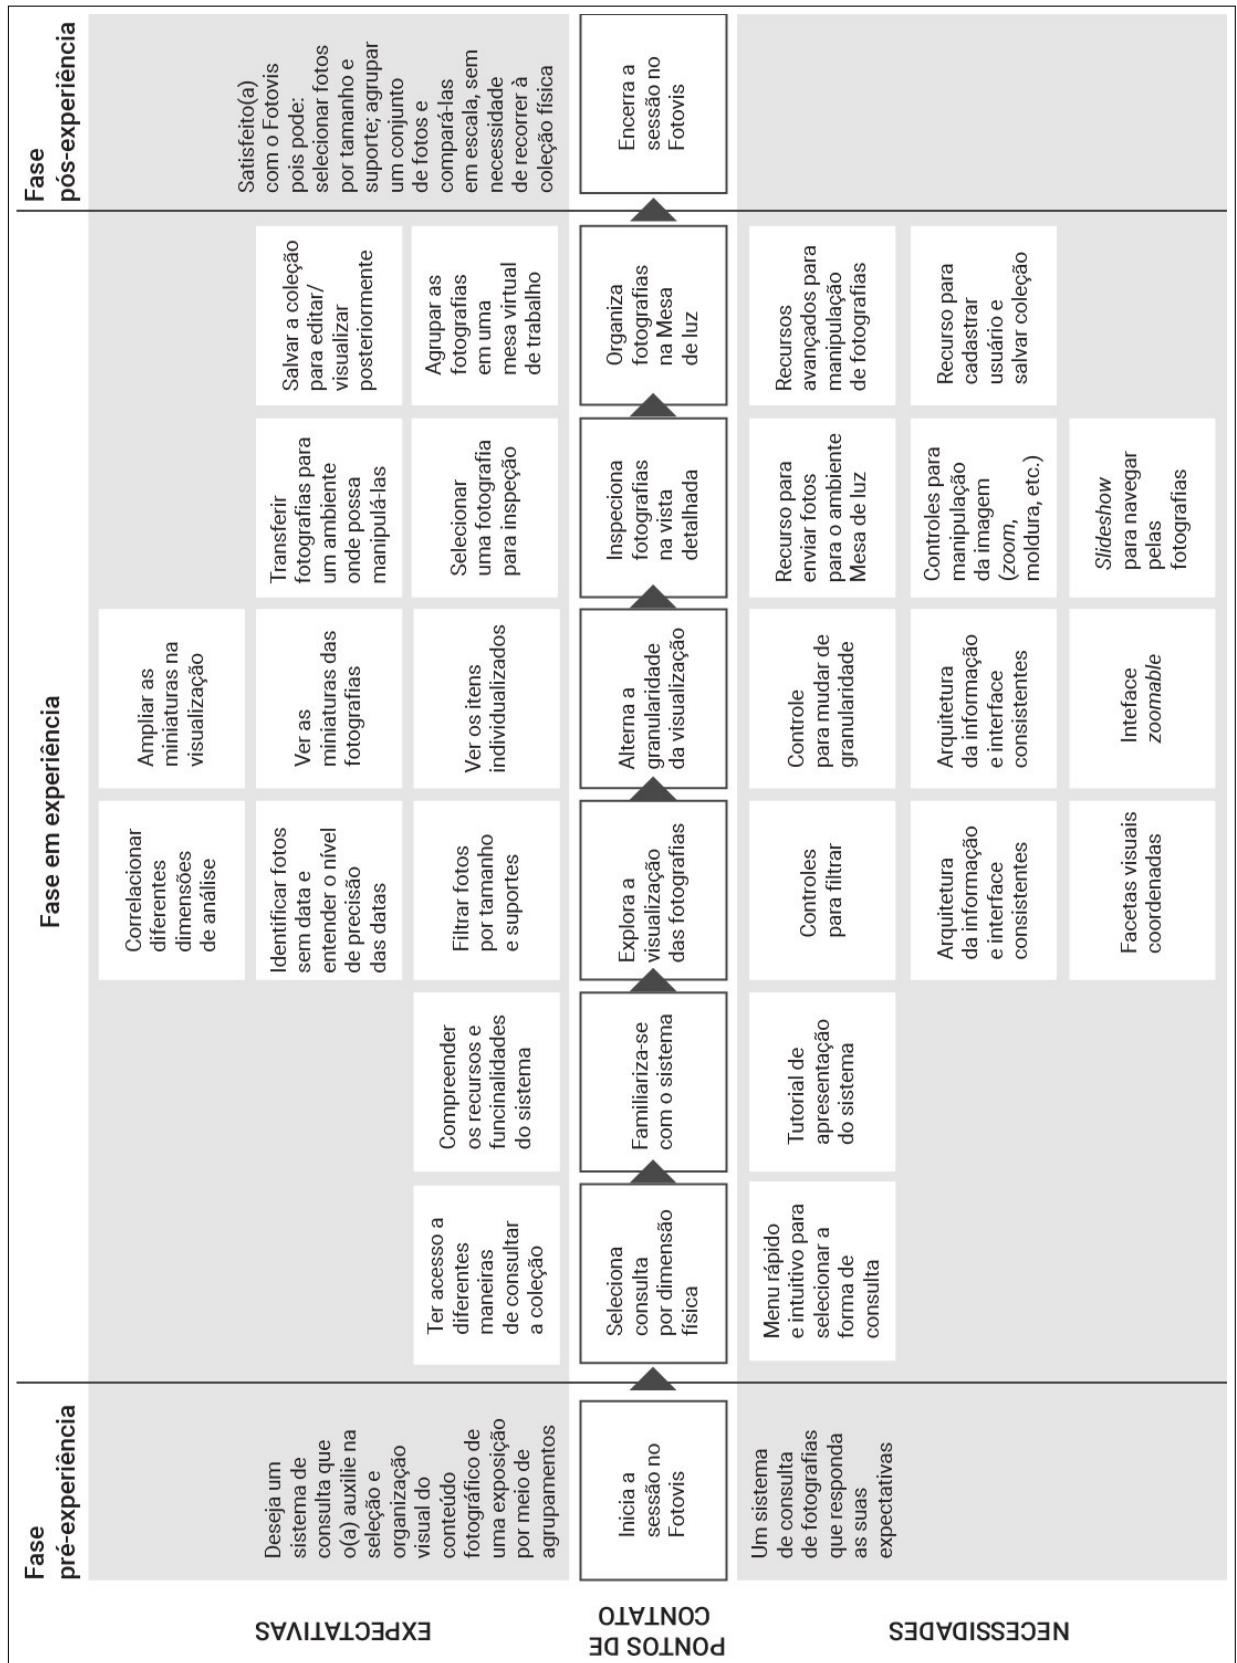 Fase
pré-experiência
Fase em experiência
Fase
pós-experiência
EXPECTATIVAS
Deseja um
sistema de
consulta que
o(a) auxilie na
seleção e
organização
visual do
conteúdo
fotográfico de
uma exposição
por meio de
agrupamentos
Ter acesso a
diferentes
maneiras
de consultar
a coleção
Compreender
os recursos e
funcinalidades
do sistema
Correlacionar
diferentes
dimensões
de análise
Identificar fotos
sem data e
entender o nível
de precisão
das datas
Filtrar fotos
por tamanho
e suportes
Ampliar as
miniaturas na
visualização
Ver as
miniaturas das
fotografias
Ver os itens
individualizados
Transferir
fotografias para
um ambiente
onde possa
manipulá-las
Selecionar
uma fotografia
para inspeção
Salvar a coleção
para editar/
visualizar
posteriormente
Agrupar as
fotografias
em uma
mesa virtual
de trabalho
Satisfeito(a)
com o Fotovis
pois pode:
selecionar fotos
por tamanho e
suporte; agrupar
um conjunto
de fotos e
compará-las
em escala, sem
necessidade
de recorrer à
coleção física
PONTOS DE
CONTATO
Inicia a
sessão no
Fotovis
Seleciona
consulta
por dimensão
física
Familiariza-se
com o sistema
Explora a
visualização
das fotografias
Alterna a
granularidade
da visualização
Inspeciona
fotografias
na vista
detalhada
Organiza
fotografias
na Mesa
de luz
Encerra a
sessão no
Fotovis
NECESSIDADES
Um sistema
de consulta
de fotografias
que responda
as suas
expectativas
Menu rápido
e intuitivo para
selecionar a
forma de
consulta
Tutorial de
apresentação
do sistema
Controles
para filtrar
Arquitetura
da informação
e interface
consistentes
Facetas visuais
coordenadas
Controle
para mudar de
granularidade
Arquitetura
da informação
e interface
consistentes
Inteface
zoomable
Recurso para
enviar fotos
para o ambiente
Mesa de luz
Controles para
manipulação
da imagem
(zoom,
moldura, etc.)
Slideshow
para navegar
pelas
fotografias
Recursos
avançados para
manipulação
de fotografias
Recurso para
cadastrar
usuário e
salvar coleção